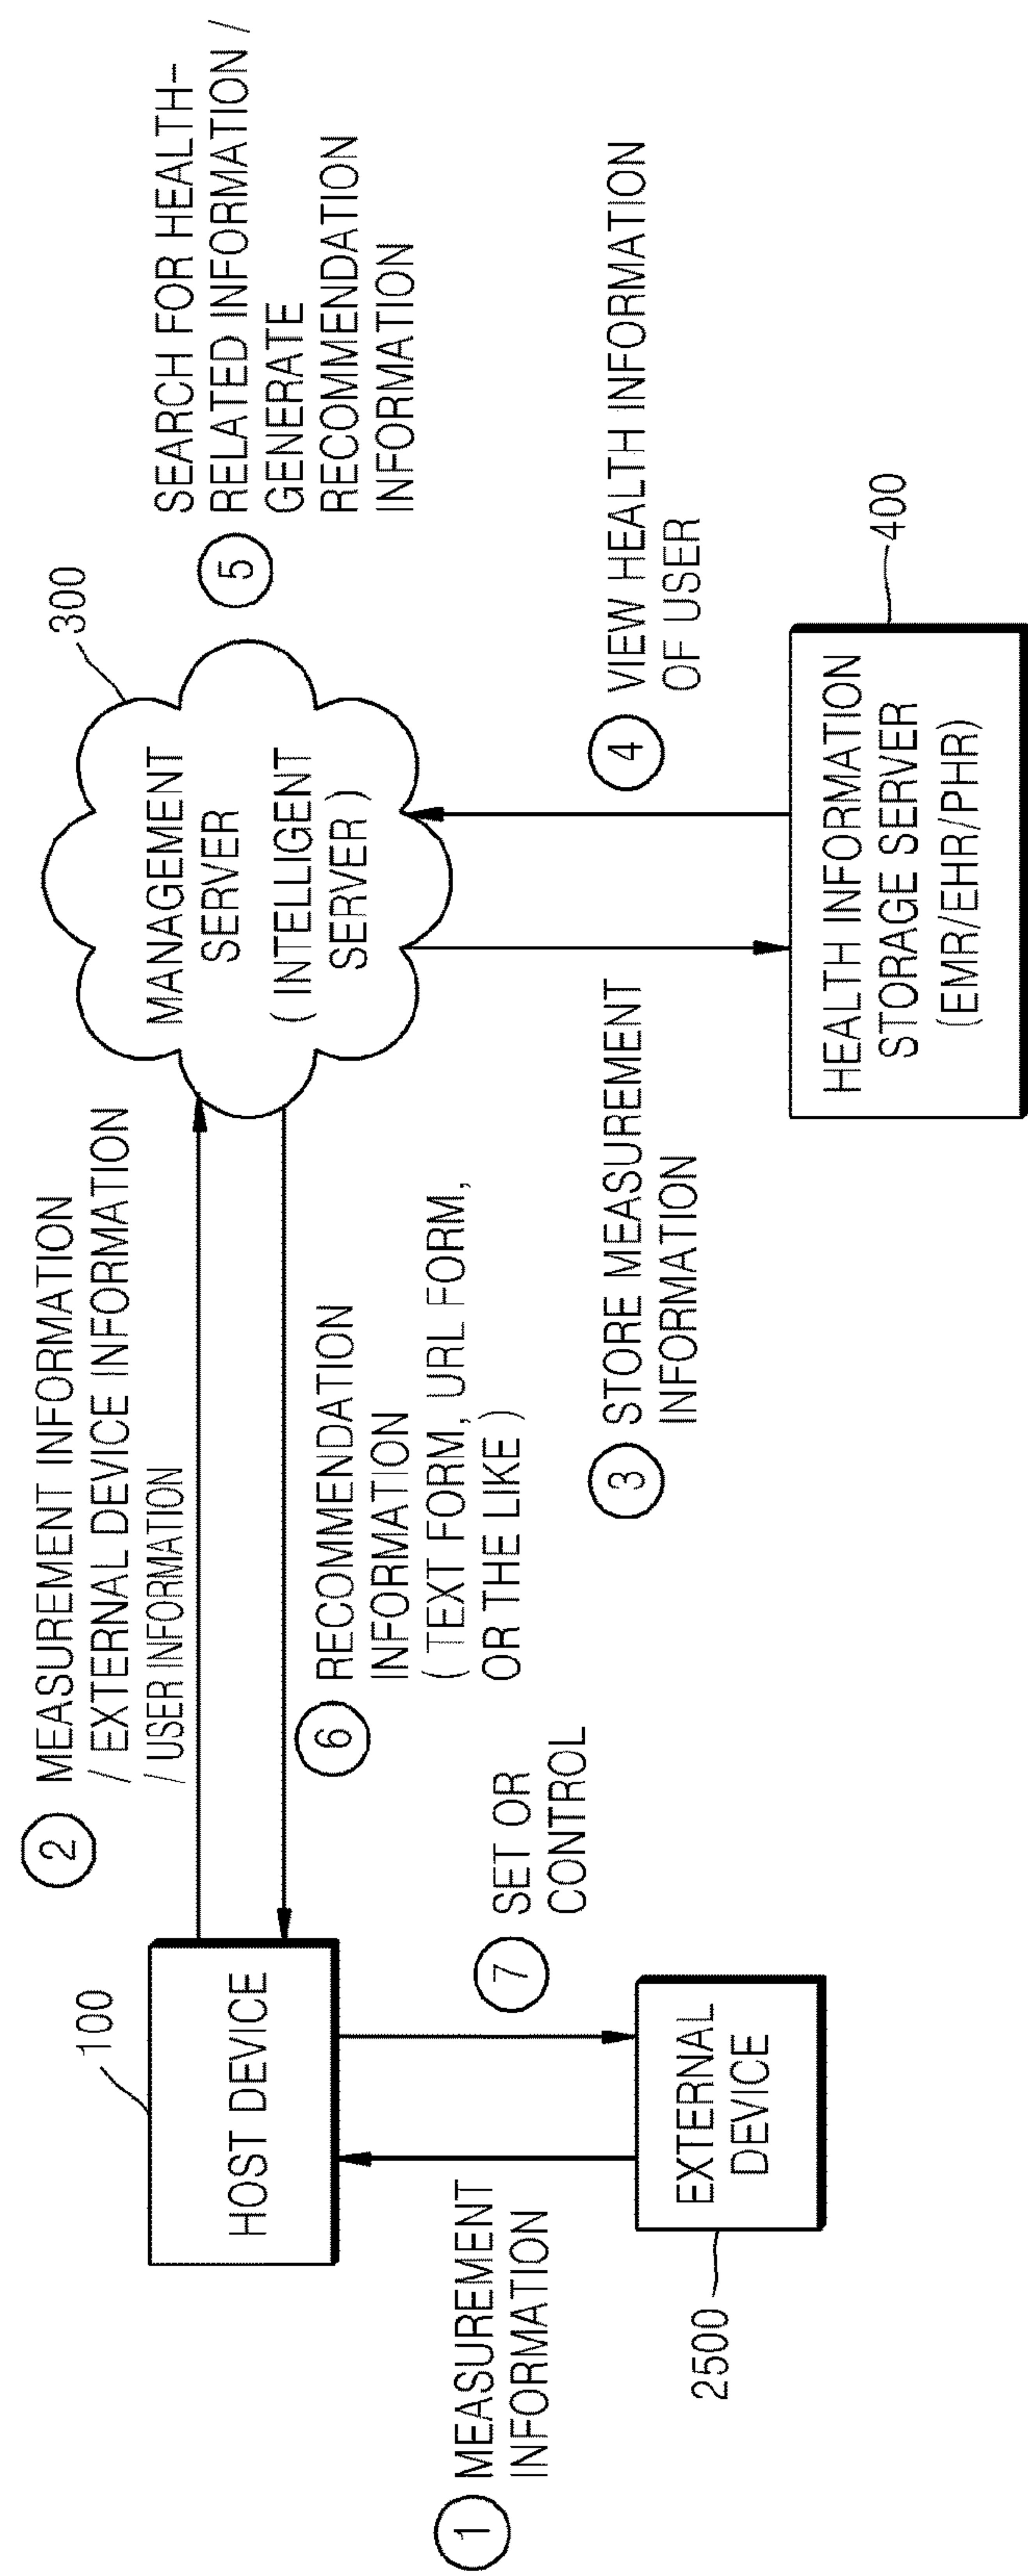 2
MEASUREMENT INFORMATION
/ EXTERNAL DEVICE INFORMATION
/ USER INFORMATION
300
5
SEARCH FOR HEALTH-
RELATED INFORMATION /
GENERATE
RECOMMENDATION
INFORMATION
100
HOST DEVICE
MANAGEMENT
SERVER
( INTELLIGENT
SERVER )
6
RECOMMENDATION
INFORMATION
( TEXT FORM, URL FORM,
OR THE LIKE )
1
MEASUREMENT
INFORMATION
7
SET OR
CONTROL
3
STORE MEASUREMENT
INFORMATION
4
VIEW HEALTH INFORMATION
OF USER
2500
EXTERNAL
DEVICE
HEALTH INFORMATION
STORAGE SERVER
(EMR/EHR/PHR)
400